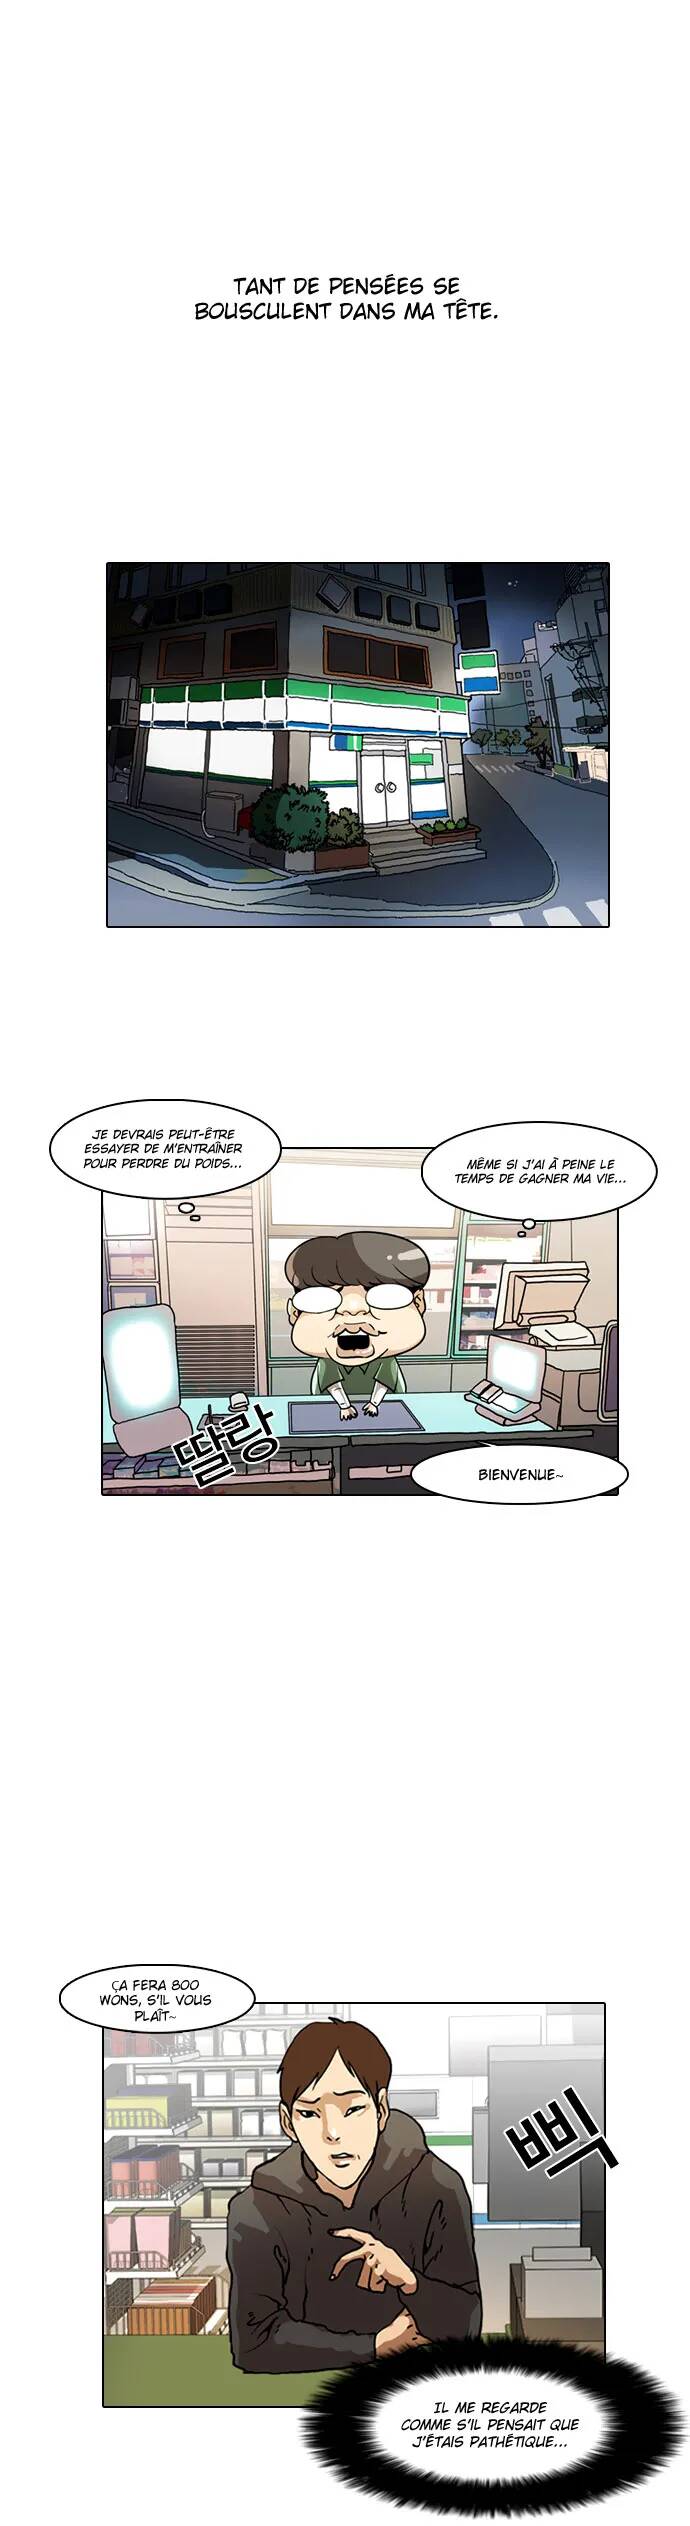 TANT DE PENSÉES SE
BOUSCULENT DANS MA TÊTE.
JE DEVRAIS PEUT-ÊTRE
ESSAYER DE M'ENTRAÎNER
POUR PERDRE DU POIDS...
MÊME SI J'AI À PEINE LE
TEMPS DE GAGNER MA VIE...
딸랑
BIENVENUE~
ÇA FERA 800
WONS, S'IL VOUS
PLAÎT~
삑
IL ME REGARDE
COMME S'IL PENSAIT QUE
J'ÉTAIS PATHÉTIQUE...